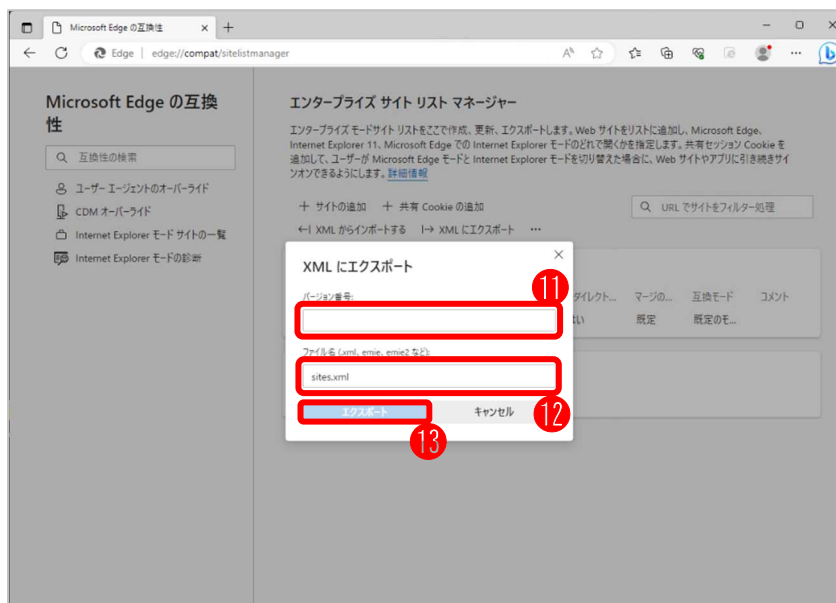 Microsoft Edge の互換性
Edge
edge://compat/sitelistmanager
Microsoft Edge の互換
性
互換性の検索
ユーザー エージェントのオーバーライド
CDM オーバーライド
Internet Explorer モード サイトの一覧
Internet Explorer モードの診断
エンタープライズ サイト リスト マネージャー
エンタープライズ モードサイト リストをここで作成、更新、エクスポートします。Web サイトをリストに追加し、Microsoft Edge、
Internet Explorer 11、Microsoft Edge での Internet Explorer モードのどれで開くかを指定します。共有セッション Cookie を
追加して、ユーザーが Microsoft Edge モードと Internet Explorer モードを切り替えた場合に、Web サイトやアプリに引き続きサイ
ンオンできるようにします。詳細情報
サイトの追加
共有 Cookie の追加
URL でサイトをフィルター処理
XML からインポートする
XML にエクスポート
XML にエクスポート
バージョン番号:
⑪
ファイル名 (.xml、emie、emie2 など):
sites.xml
エクスポート
キャンセル
⑫
⑬
ダイレクト...
マージの...
互換モード
コメント
い
既定
既定のモ...